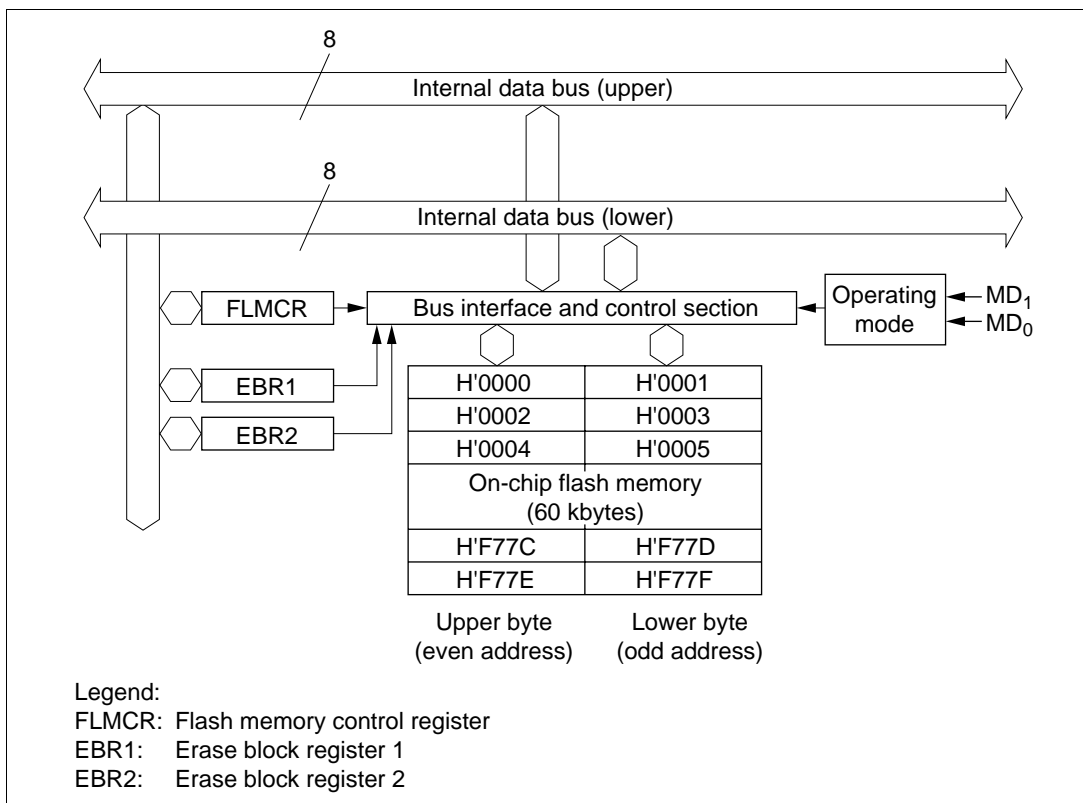 8
Internal data bus (upper)
8
Internal data bus (lower)
FLMCR
Bus interface and control section
Operating
mode
MD1
MD0
EBR1
EBR2
H'0000 H'0001
H'0002 H'0003
H'0004 H'0005
On-chip flash memory
(60 kbytes)
H'F77C H'F77D
H'F77E H'F77F
Upper byte
(even address)
Lower byte
(odd address)
Legend:
FLMCR: Flash memory control register
EBR1: Erase block register 1
EBR2: Erase block register 2